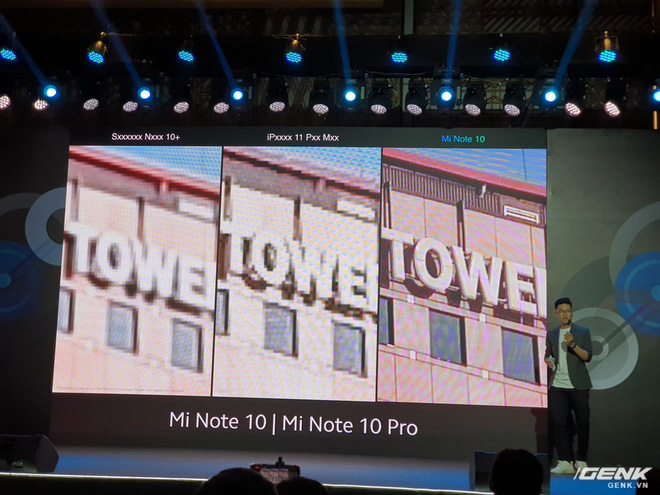 Sxxxxxx Nxxx 10+
iPxxxx 11 Pxx Mxx
Mi Note 10
TOWE
TOWE
TOWE
Mi Note 10 | Mi Note 10 Pro
GENK
GENK.VN